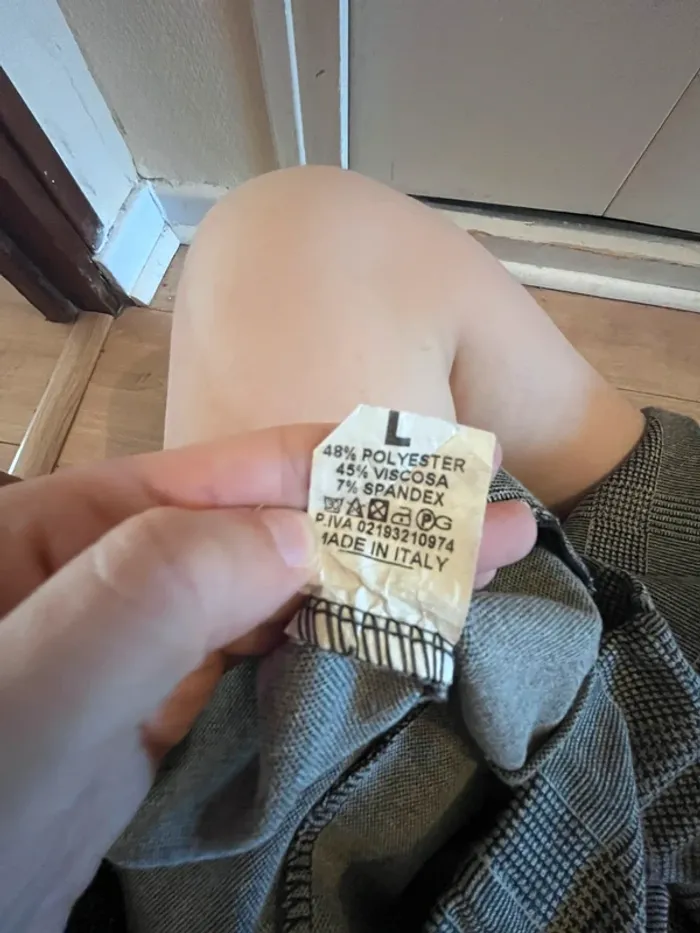 L
48% POLYESTER
45% VISCOSA
7% SPANDEX
P G
P.IVA 02193210974
MADE IN ITALY